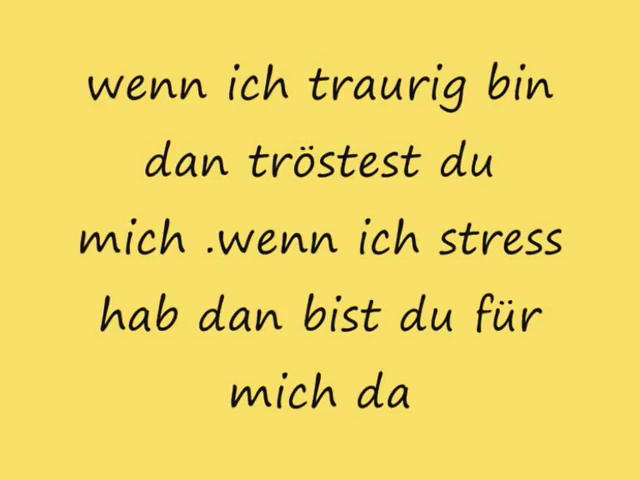 wenn ich traurig bin
dan tröstest du
mich .wenn ich stress
hab dan bist du für
mich da